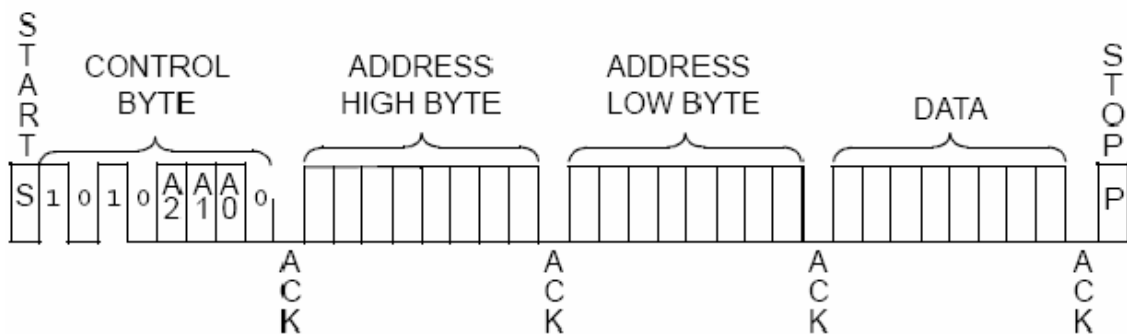 START
CONTROL
BYTE
ADDRESS
HIGH BYTE
ADDRESS
LOW BYTE
DATA
STOP
S 1 0 1 0 A2 A1 A0 0
P
ACK
ACK
ACK
ACK